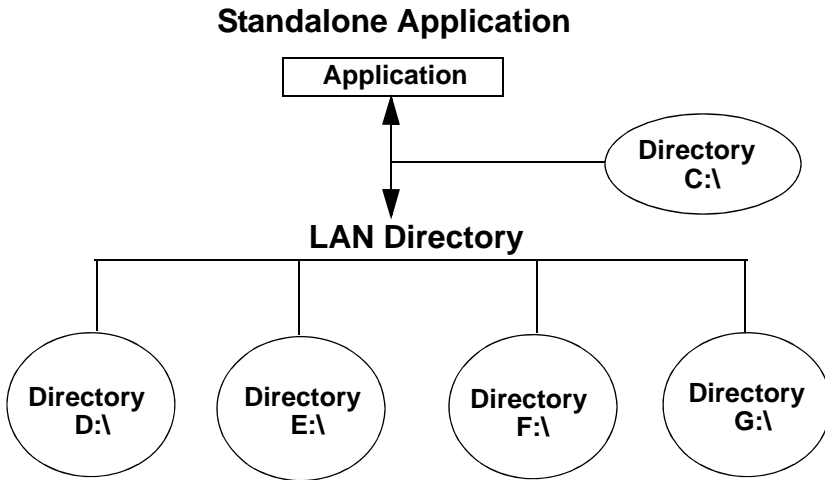 Standalone Application
Application
Directory
C:\
LAN Directory
Directory
D:\
Directory
E:\
Directory
F:\
Directory
G:\